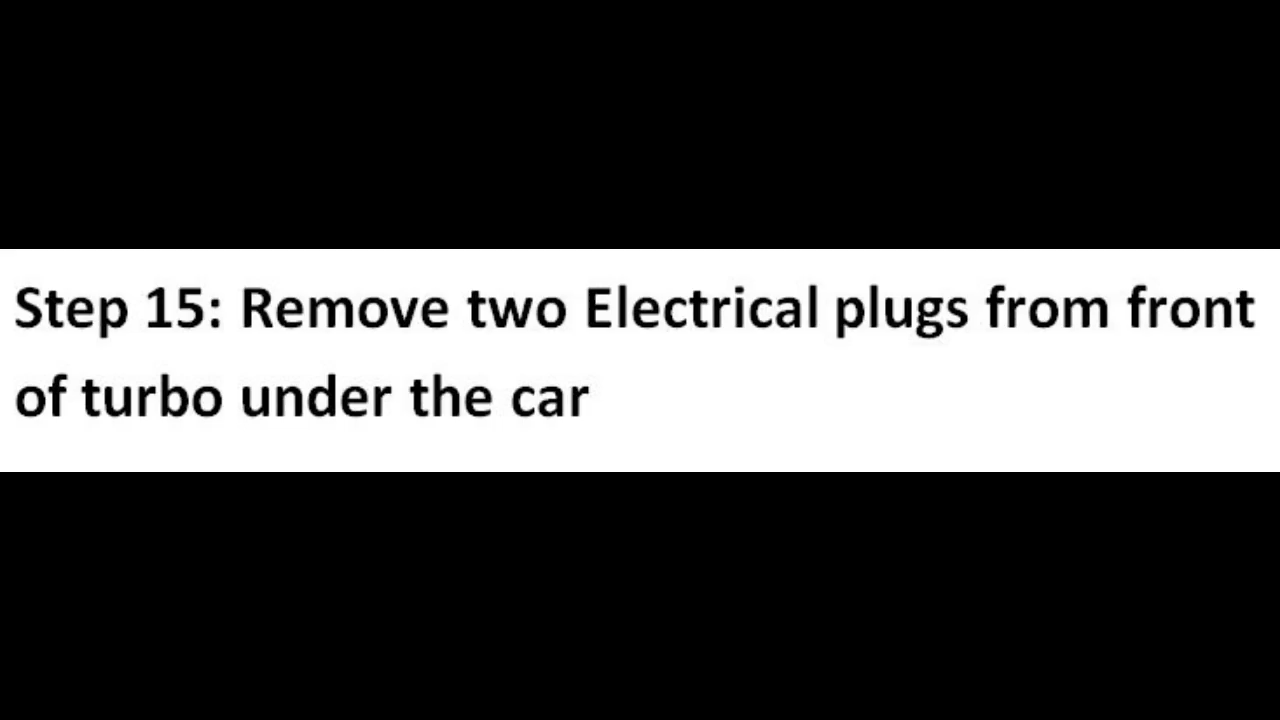 Step 15: Remove two Electrical plugs from front
of turbo under the car